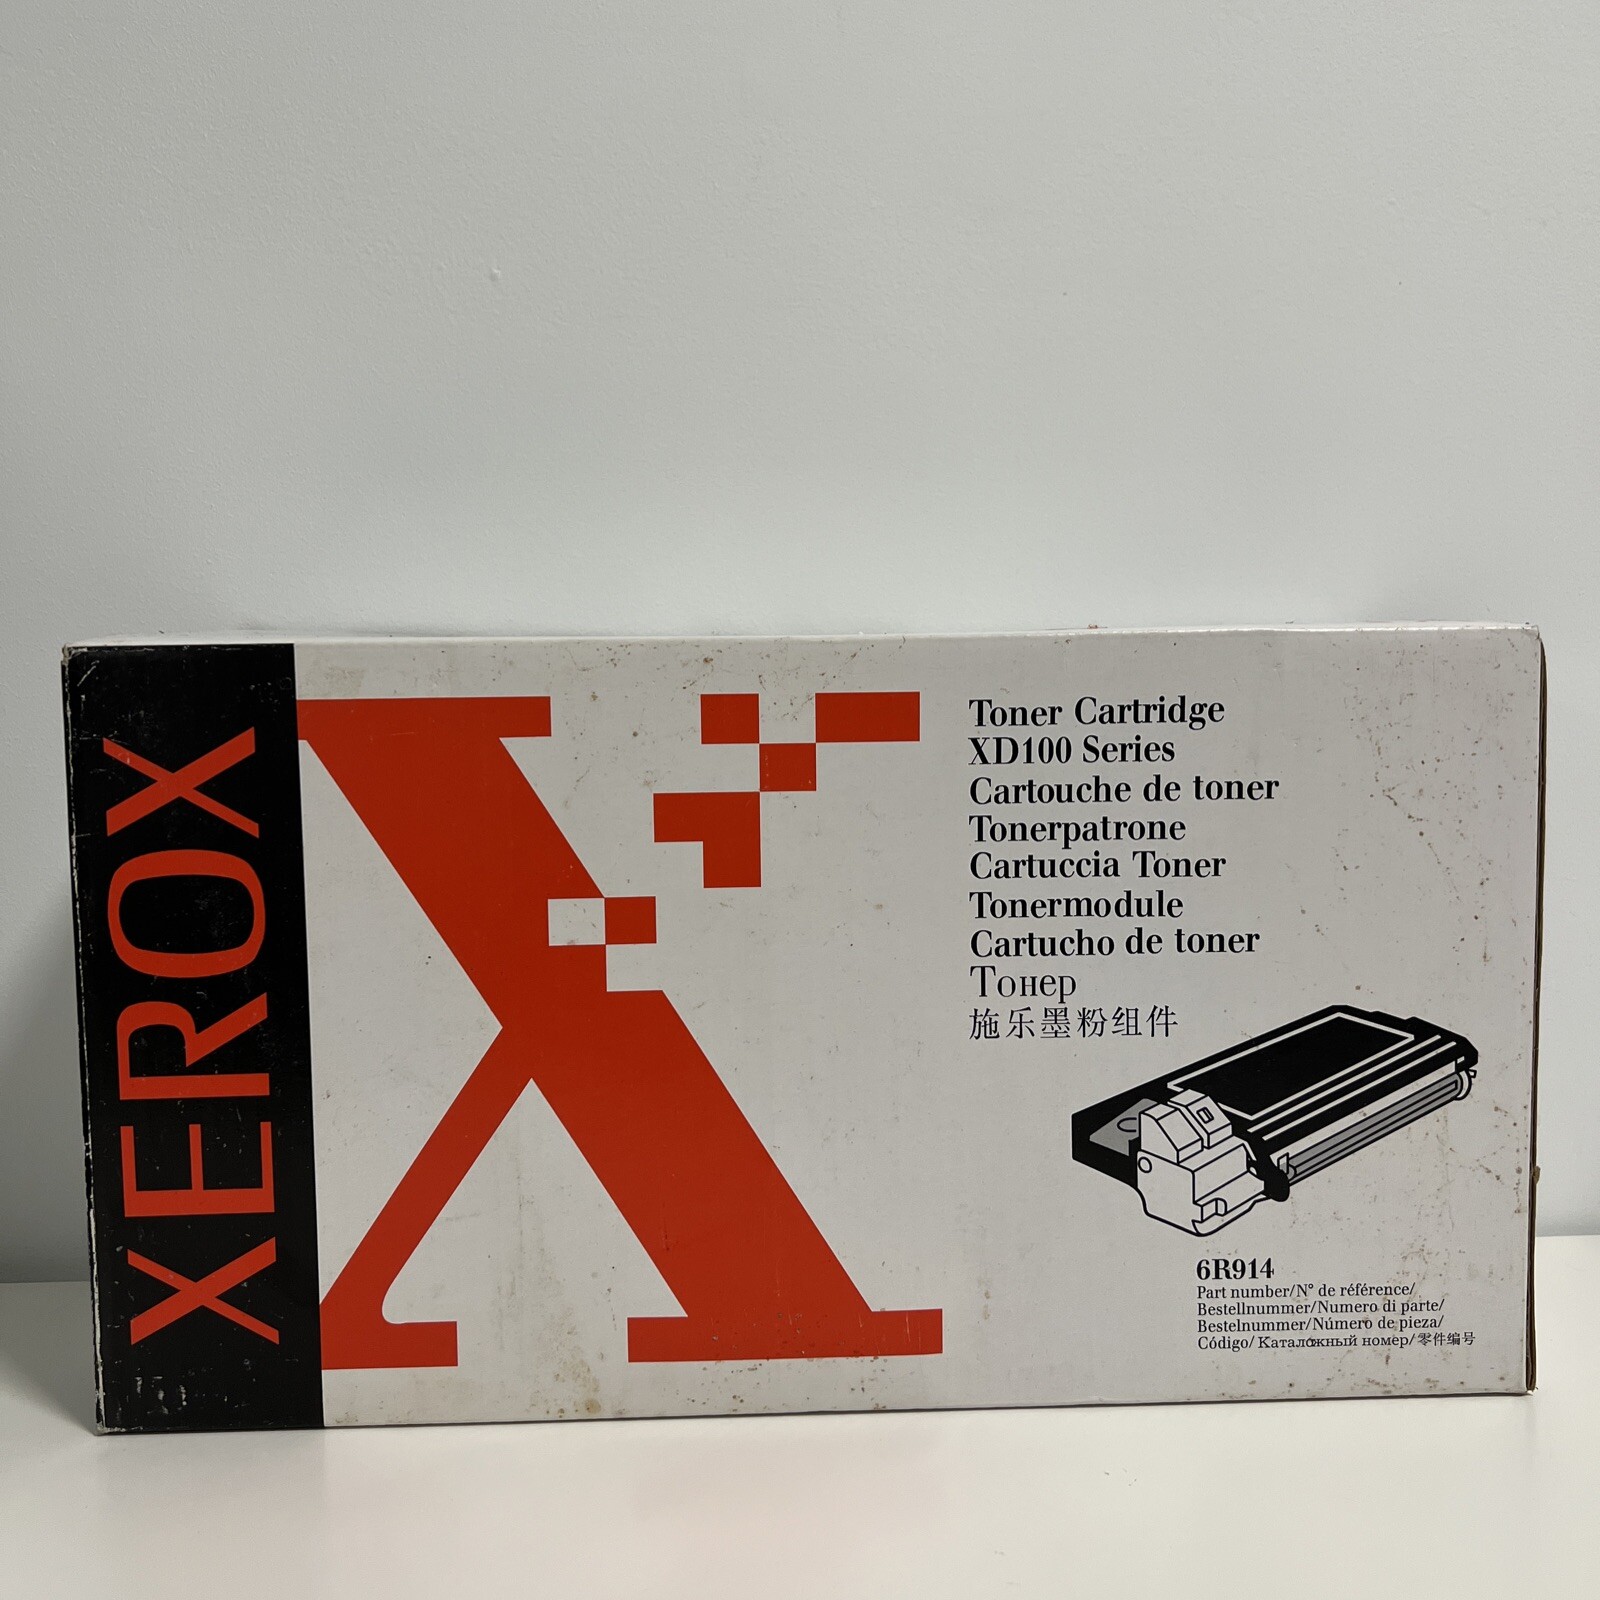 XEROX
Toner Cartridge
XD100 Series
Cartouche de toner
Tonerpatrone
Cartuccia Toner
Tonermodule
Cartucho de toner
Тонер
施乐墨粉组件
6R914
Part number/N° de référence/
Bestellnummer/Numero di parte/
Bestelnummer/Número de pieza/
Código/Каталожный номер/零件编号